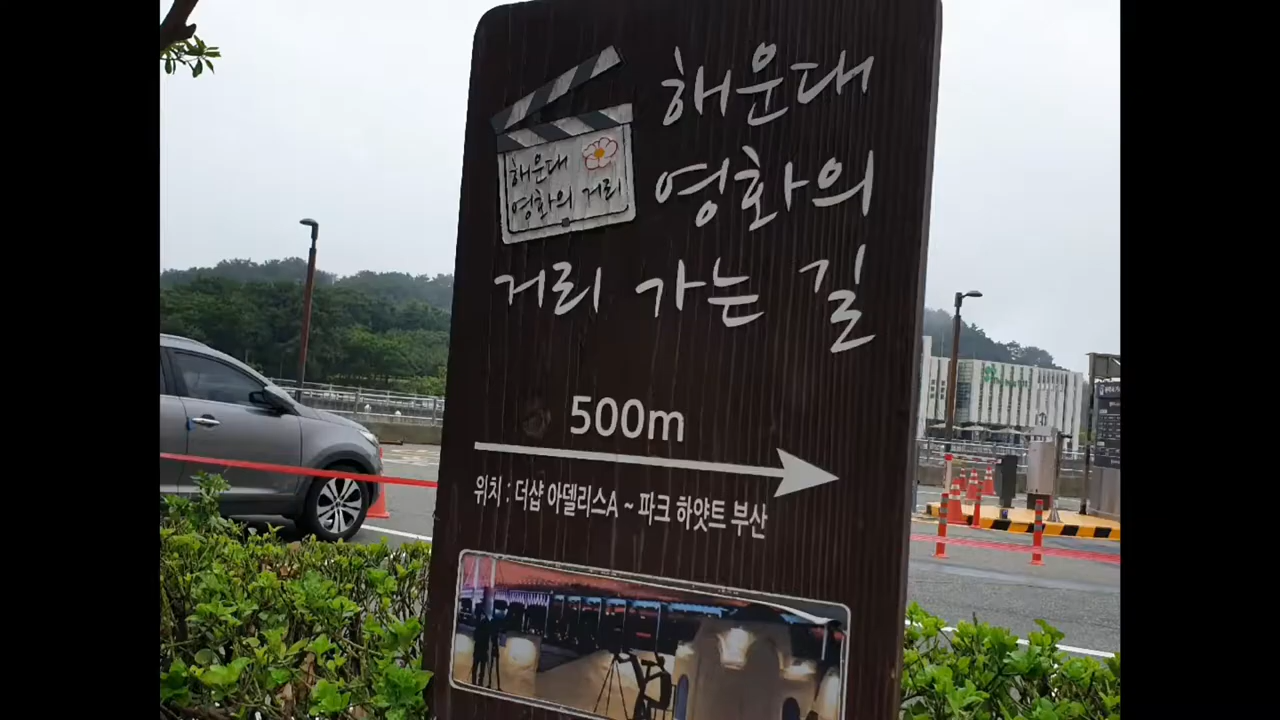 해운대
영화의 거리
해운대
영화의
거리 가는 길
500m
위치 : 더샵 아델리스A ~ 파크 하얏트 부산